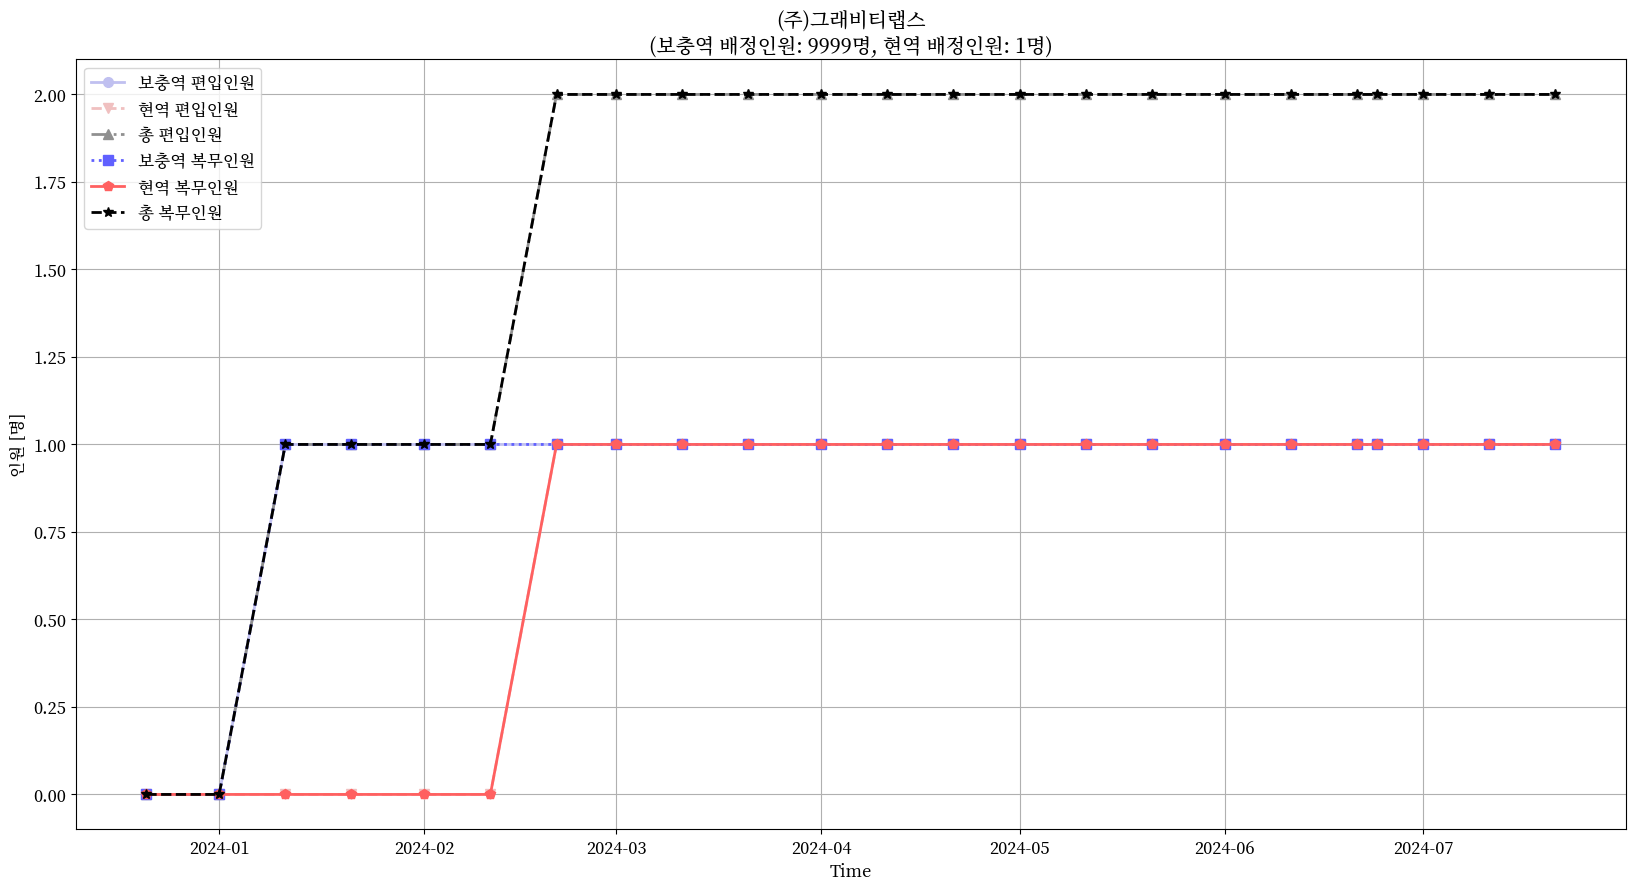 (주)그래비티랩스
(보충역 배정인원: 9999명, 현역 배정인원: 1명)
보충역 편입인원
현역 편입인원
총 편입인원
보충역 복무인원
현역 복무인원
총 복무인원
2.00
1.75
1.50
1.25
1.00
0.75
0.50
0.25
0.00
인원 [명]
2024-01 2024-02 2024-03 2024-04 2024-05 2024-06 2024-07
Time